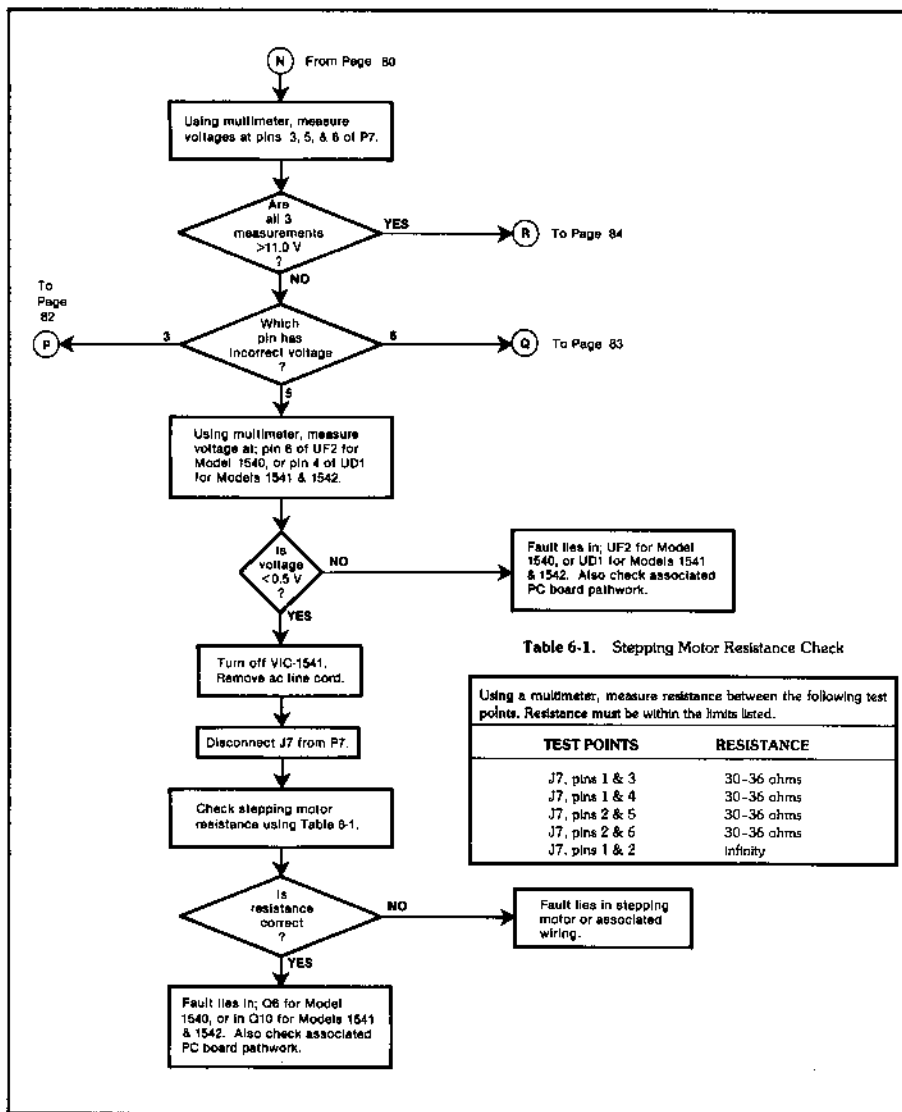 N From Page 80
Using multimeter, measure
voltages at pins 3, 5, & 6 of P7.
Are
all 3
measurements
>11.0 V
?
YES
R To Page 84
NO
To
Page
82
P
3
Which
pin has
incorrect voltage
?
6
Q To Page 83
5
Using multimeter, measure
voltage at; pin 6 of UF2 for
Model 1540, or pin 4 of UD1
for Models 1541 & 1542.
Is
voltage
<0.5 V
?
NO
Fault lies in; UF2 for Model
1540, or UD1 for Models 1541
& 1542. Also check associated
PC board pathwork.
YES
Turn off VIC-1541.
Remove ac line cord.
Disconnect J7 from P7.
Check stepping motor
resistance using Table 6-1.
Table 6-1. Stepping Motor Resistance Check
Using a multimeter, measure resistance between the following test
points. Resistance must be within the limits listed.
TEST POINTS RESISTANCE
J7, pins 1 & 3 30-36 ohms
J7, pins 1 & 4 30-36 ohms
J7, pins 2 & 5 30-36 ohms
J7, pins 2 & 6 30-36 ohms
J7, pins 1 & 2 Infinity
Is
resistance
correct
?
NO
Fault lies in stepping
motor or associated
wiring.
YES
Fault lies in; Q6 for Model
1540, or in Q10 for Models 1541
& 1542. Also check associated
PC board pathwork.